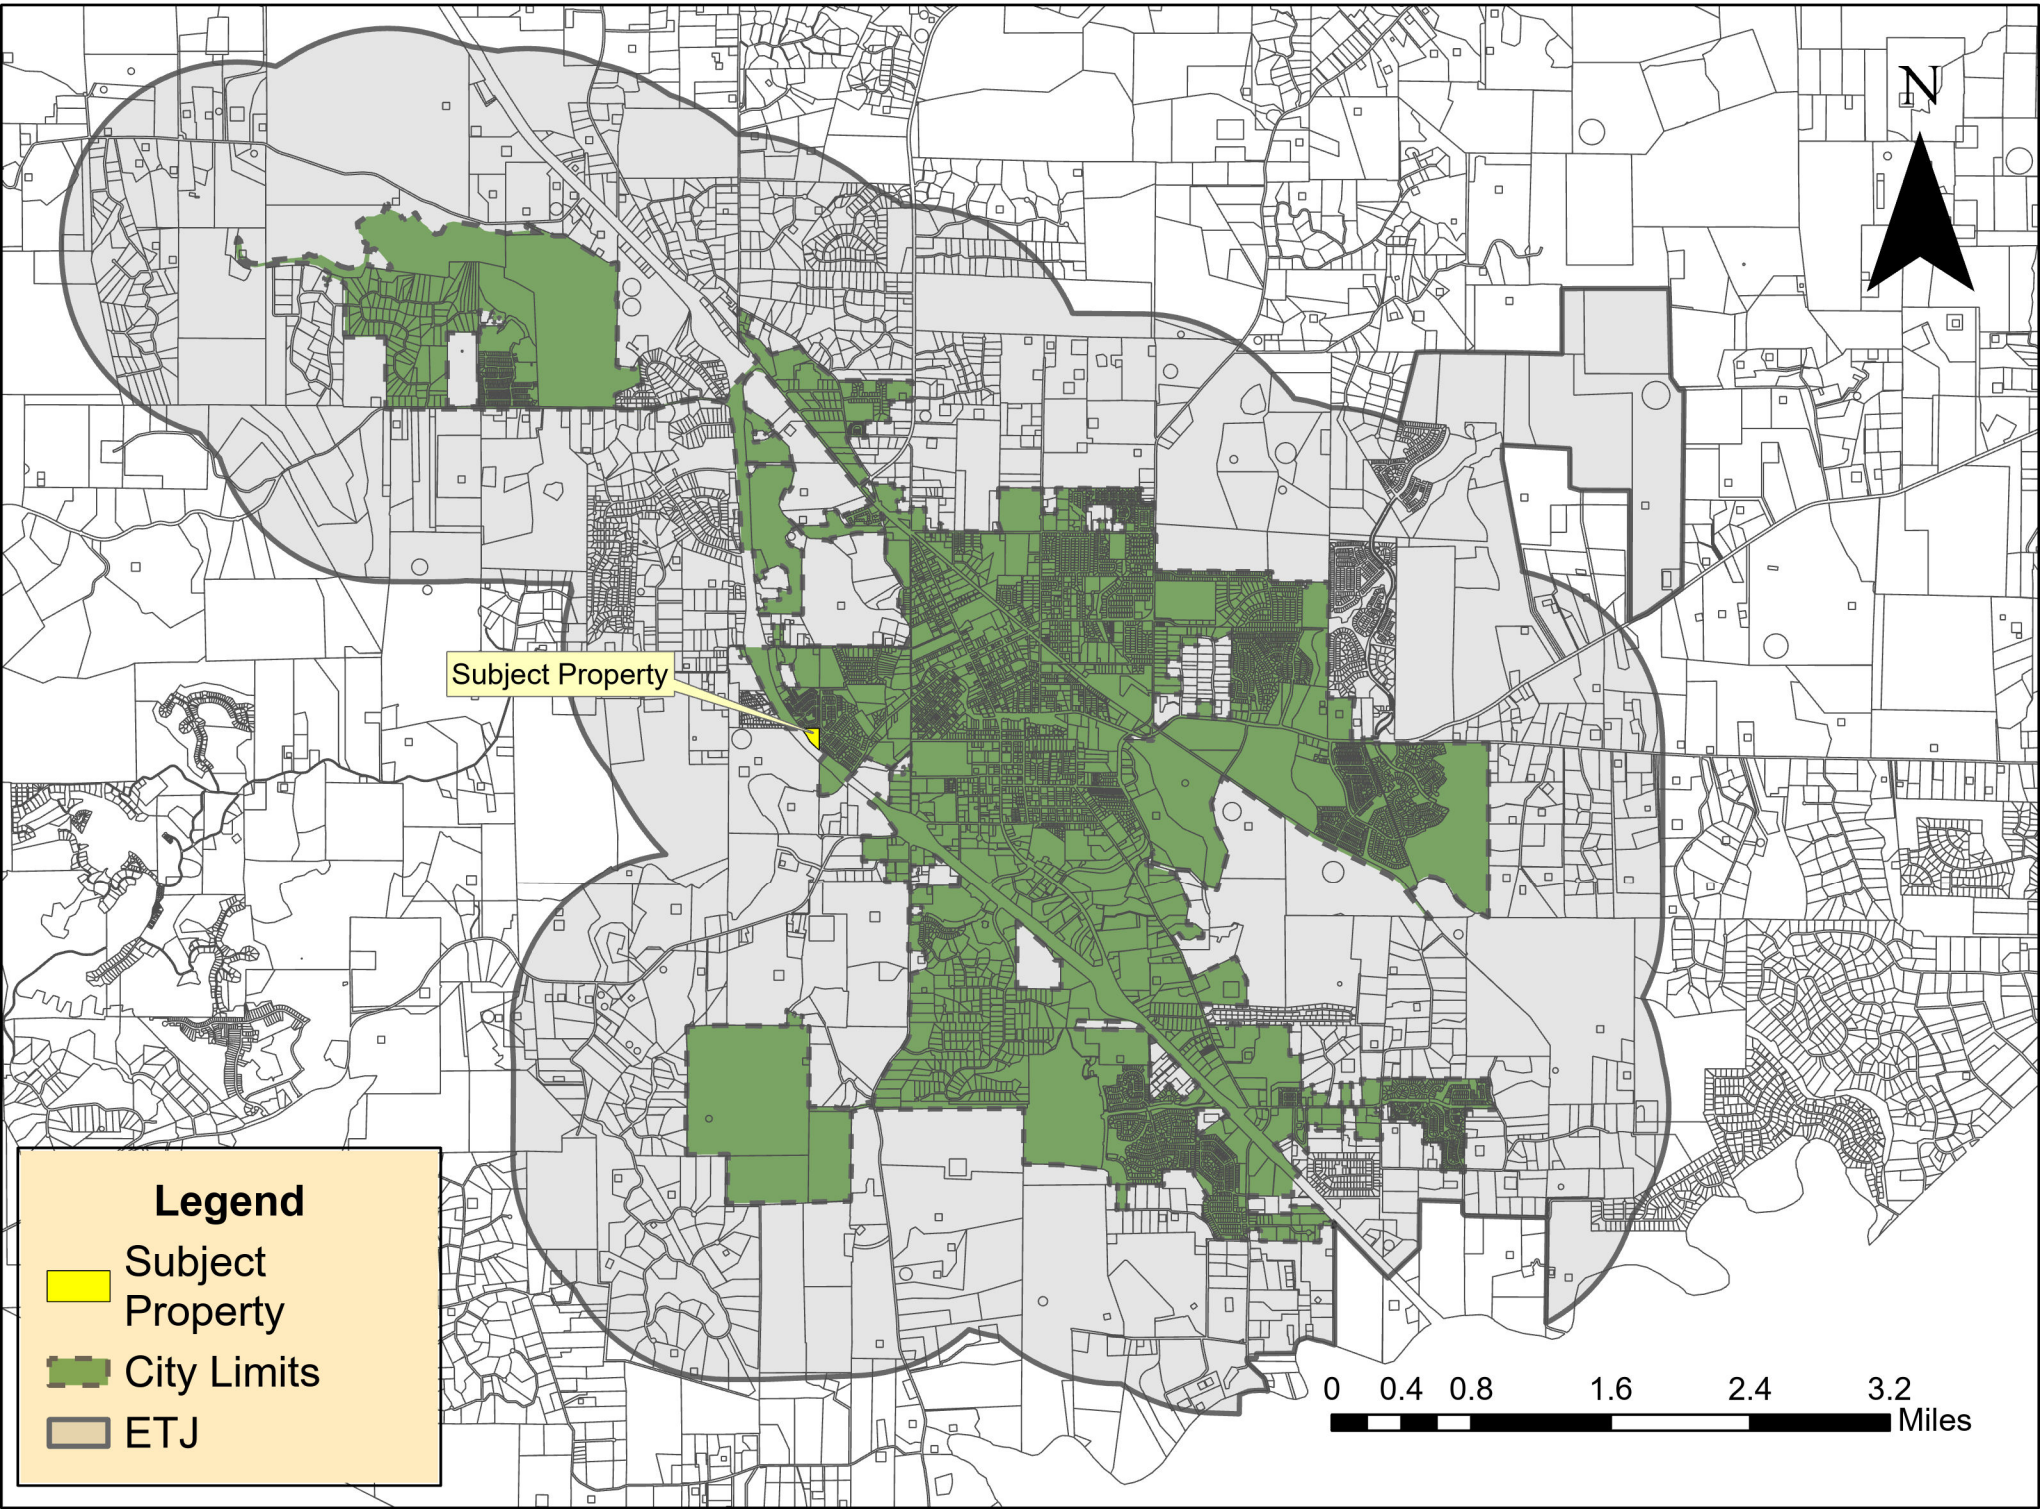 N
Subject Property
Legend
Subject
Property
City Limits
ETJ
0 0.4 0.8 1.6 2.4 3.2
Miles